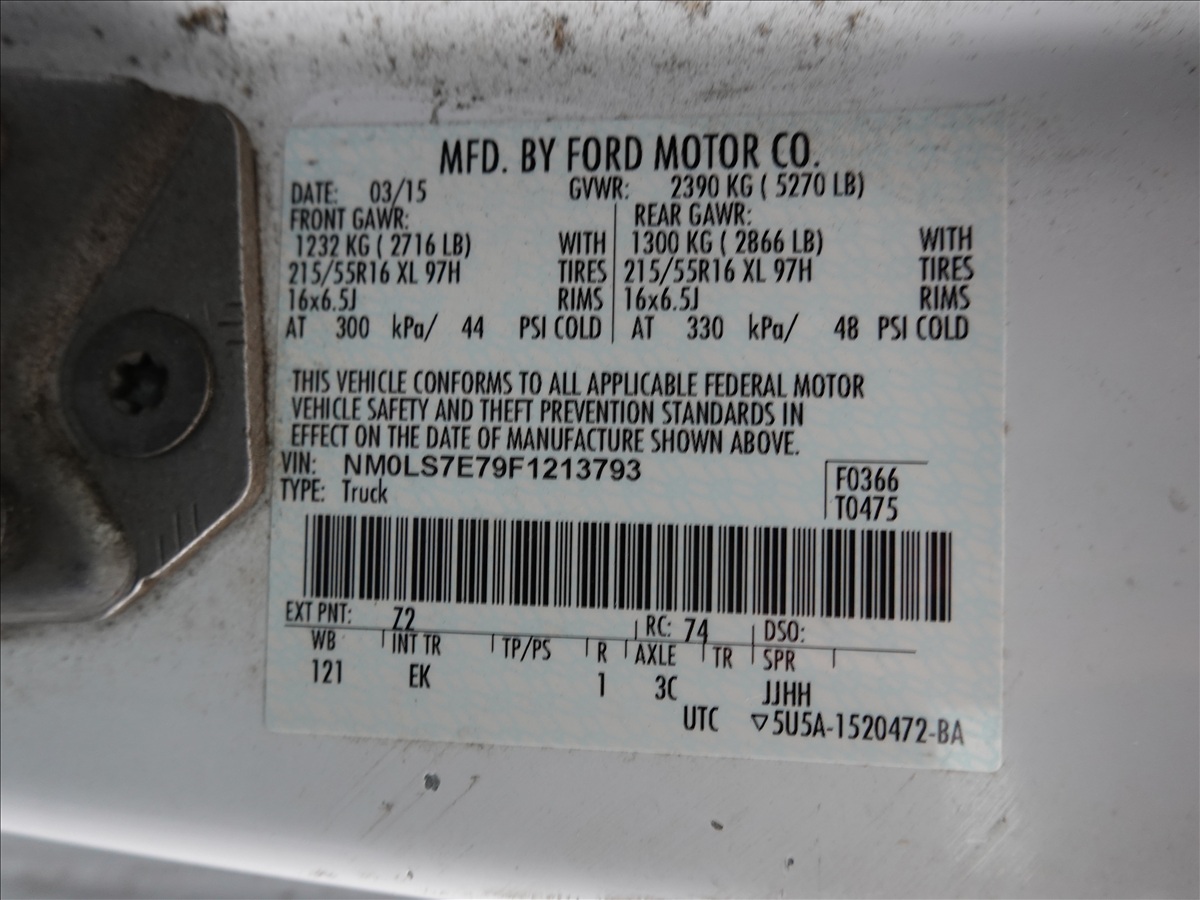 MFD. BY FORD MOTOR CO.
DATE: 03/15 GVWR: 2390 KG ( 5270 LB)
FRONT GAWR: REAR GAWR:
1232 KG ( 2716 LB) WITH 1300 KG ( 2866 LB) WITH
215/55R16 XL 97H TIRES 215/55R16 XL 97H TIRES
16x6.5J RIMS 16x6.5J RIMS
AT 300 kPa/ 44 PSI COLD AT 330 kPa/ 48 PSI COLD
THIS VEHICLE CONFORMS TO ALL APPLICABLE FEDERAL MOTOR
VEHICLE SAFETY AND THEFT PREVENTION STANDARDS IN
EFFECT ON THE DATE OF MANUFACTURE SHOWN ABOVE.
VIN: NM0LS7E79F1213793 F0366
TYPE: Truck T0475
EXT PNT: Z2 RC: 74 DSO:
WB INT TR TP/PS R AXLE TR SPR
121 EK 1 3C JJHH
UTC ▽5U5A-1520472-BA